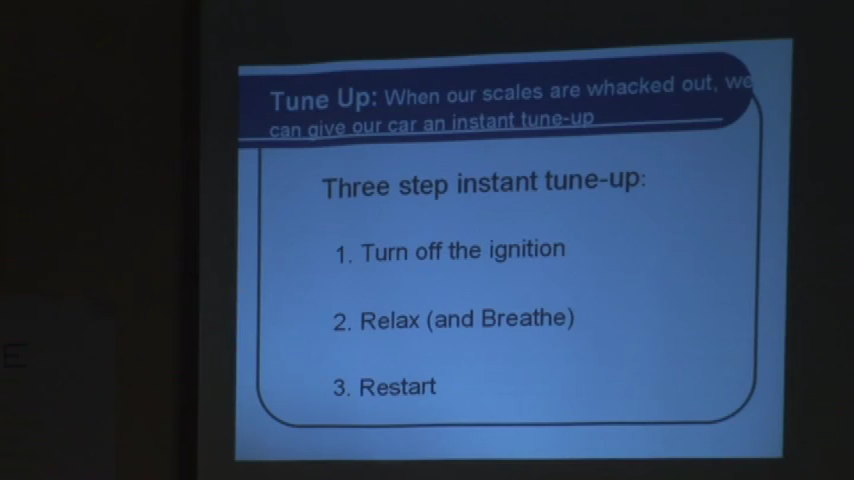 Tune Up: When our scales are whacked out, we
can give our car an instant tune-up
Three step instant tune-up:
1. Turn off the ignition
2. Relax (and Breathe)
3. Restart
E